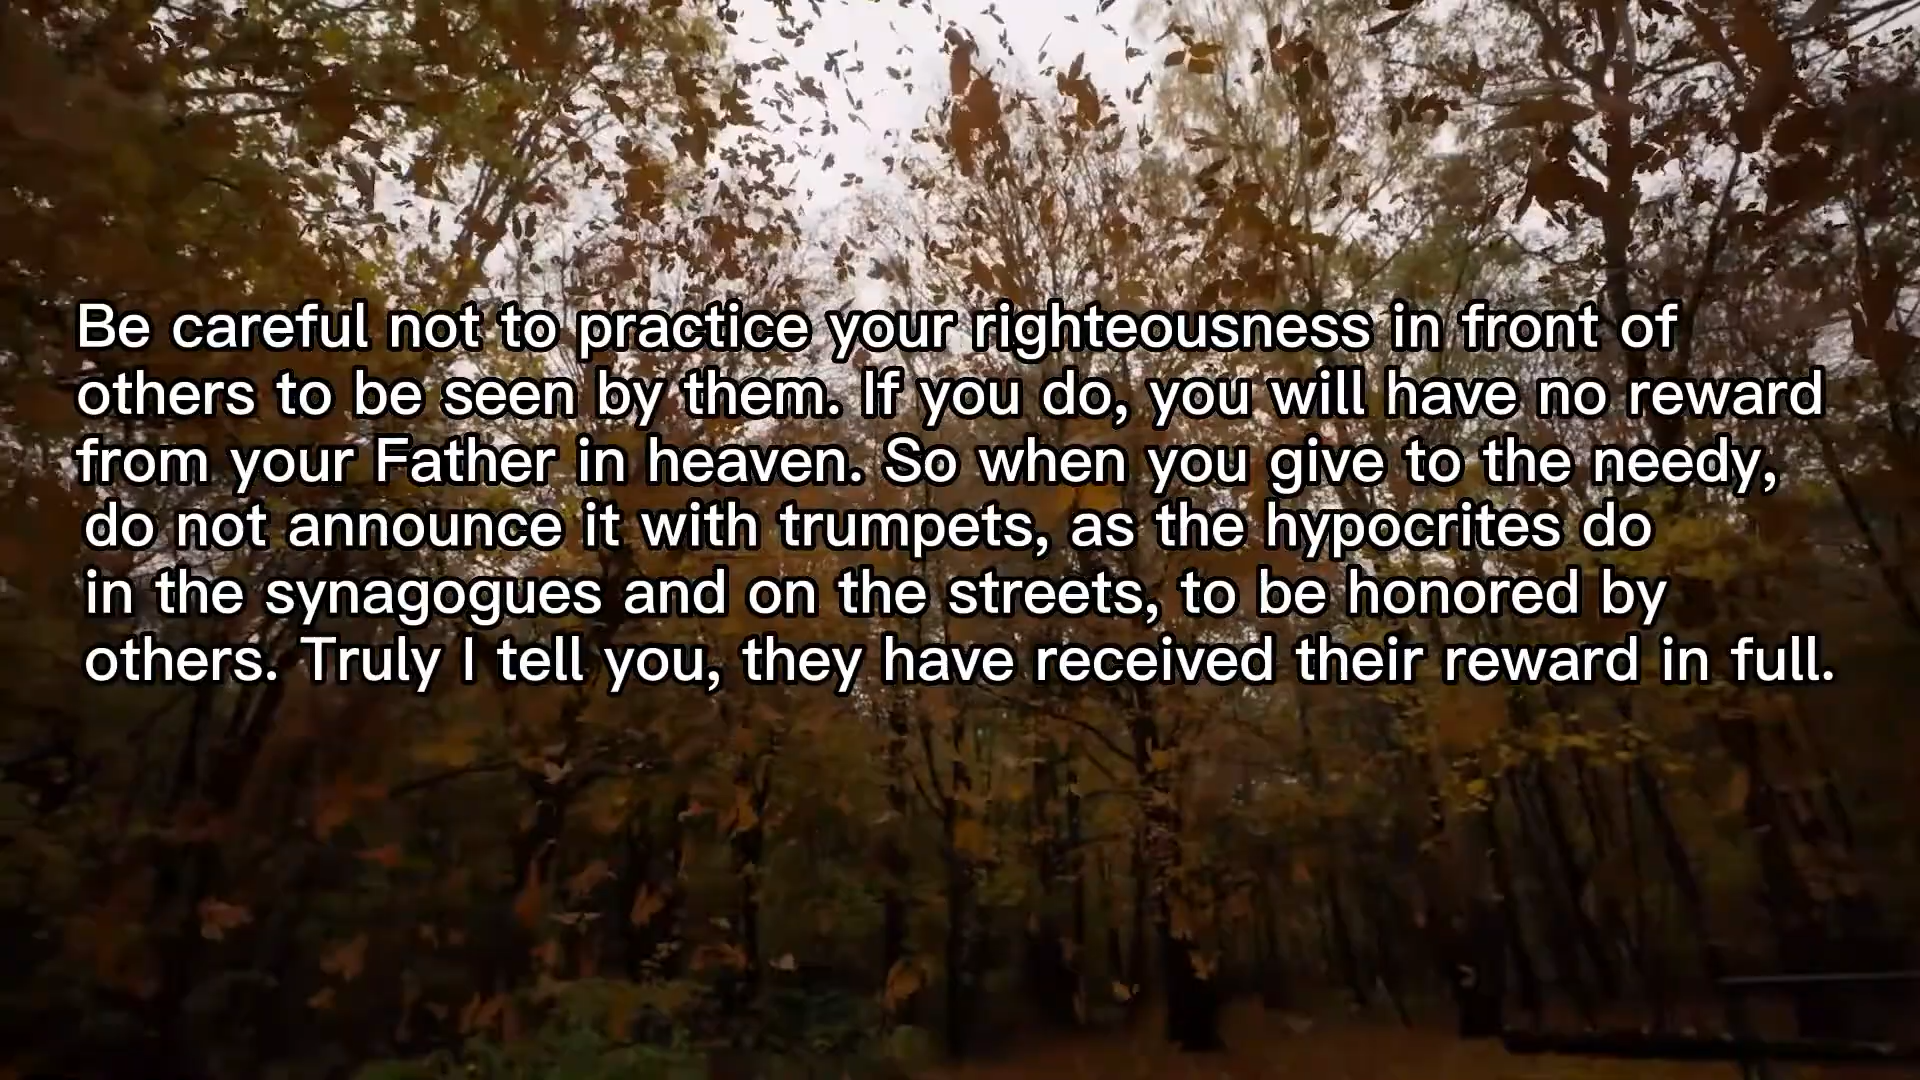 Be careful not to practice your righteousness in front of
others to be seen by them. If you do, you will have no reward
from your Father in heaven. So when you give to the needy,
do not announce it with trumpets, as the hypocrites do
in the synagogues and on the streets, to be honored by
others. Truly I tell you, they have received their reward in full.